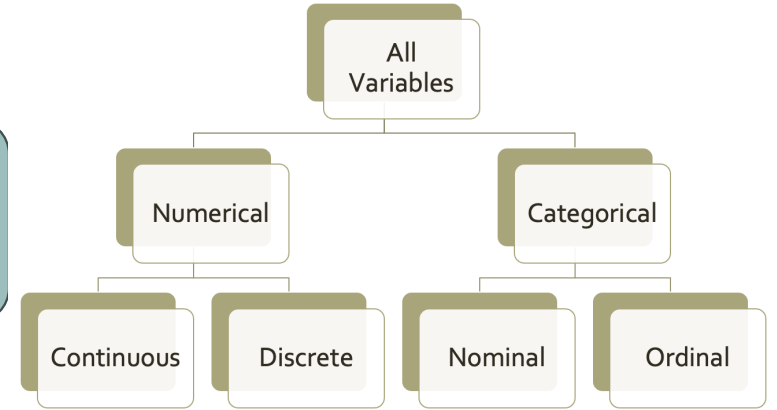 All
Variables
Numerical
Categorical
Continuous
Discrete
Nominal
Ordinal